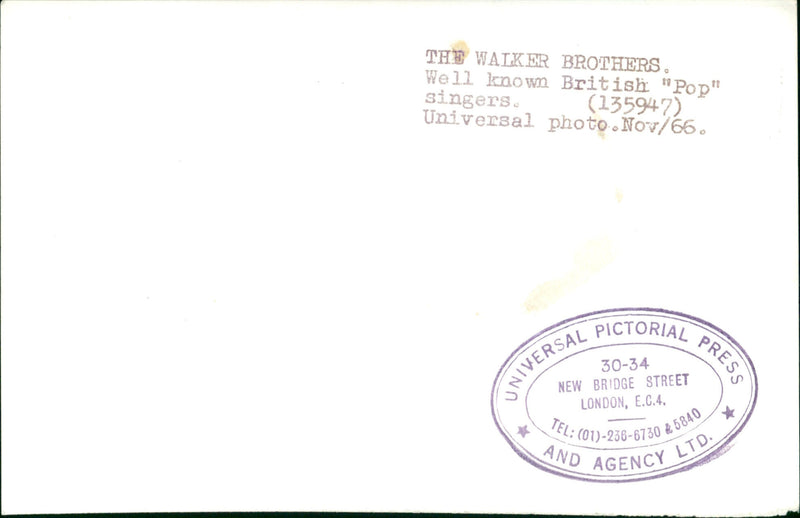 THE WALKER BROTHERS.
Well known British "Pop"
singers. (135947)
Universal photo.Nov/66.
UNIVERSAL PICTORIAL PRESS
30-34
NEW BRIDGE STREET
LONDON, E.C.4.
TEL: (01)-236-6730 & 5840
★ AND AGENCY LTD. ★